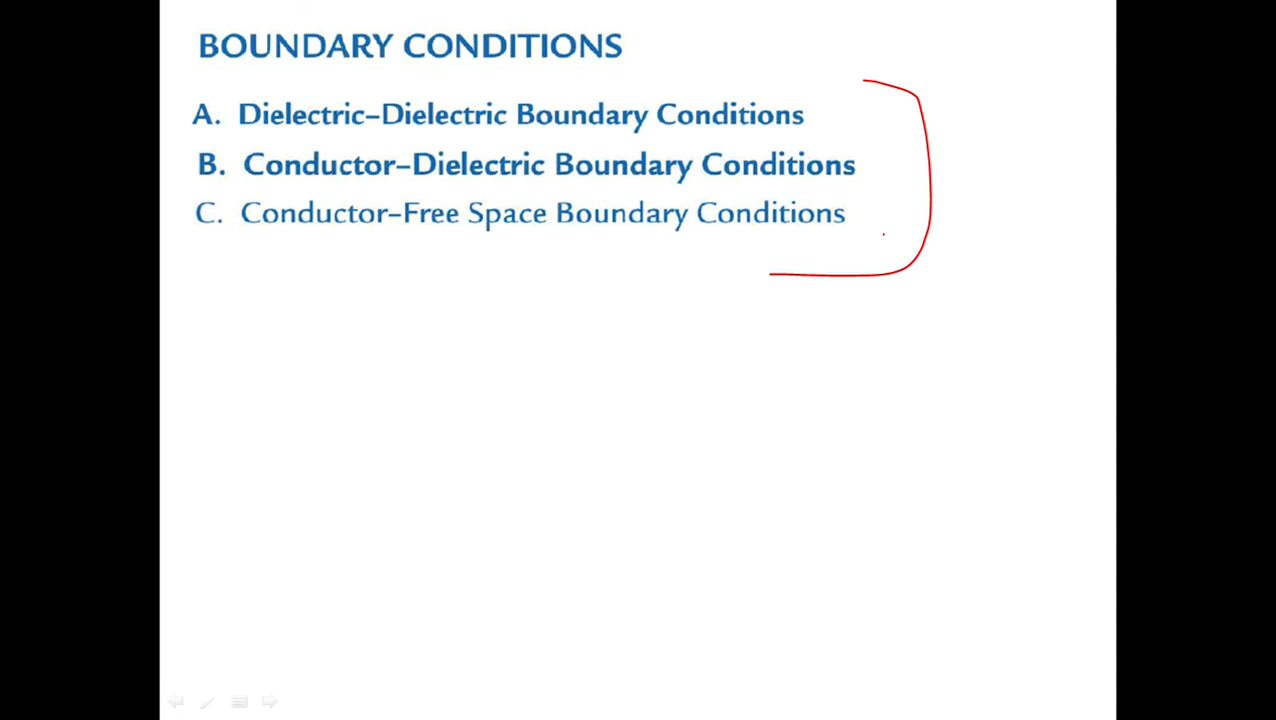 BOUNDARY CONDITIONS
A. Dielectric–Dielectric Boundary Conditions
B. Conductor–Dielectric Boundary Conditions
C. Conductor–Free Space Boundary Conditions